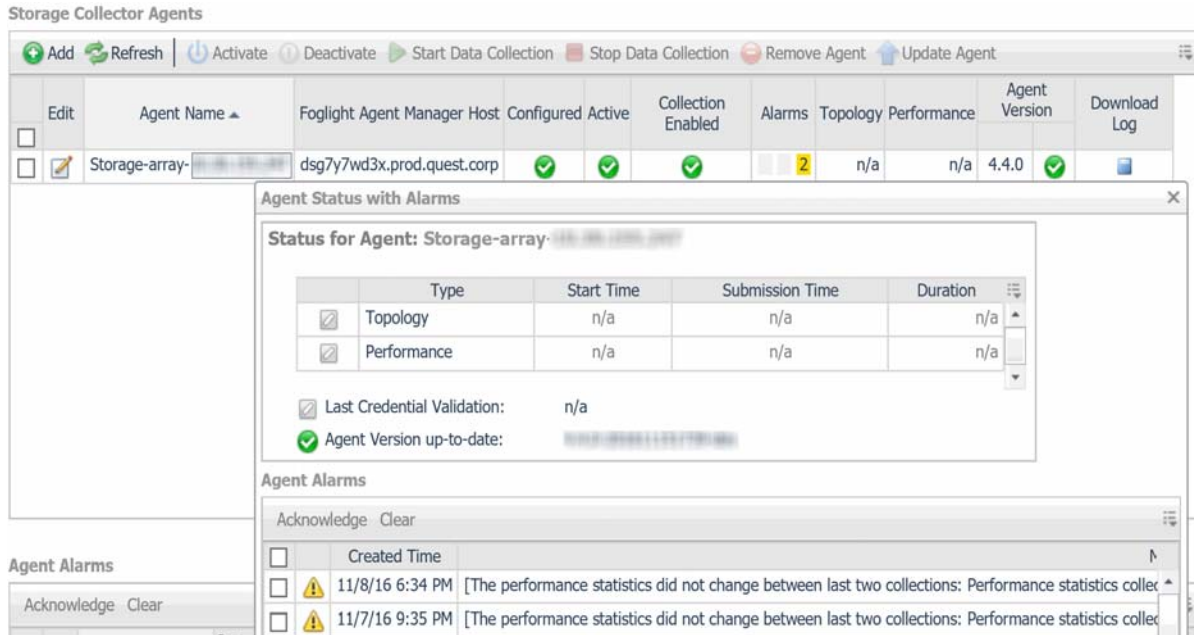 Storage Collector Agents
Add Refresh Activate Deactivate Start Data Collection Stop Data Collection Remove Agent Update Agent
Edit Agent Name Foglight Agent Manager Host Configured Active Collection Enabled Alarms Topology Performance Agent Version Download Log
Storage-array- dsg7y7wd3x.prod.quest.corp 2 n/a n/a 4.4.0
Agent Status with Alarms
Status for Agent: Storage-array-
Type Start Time Submission Time Duration
Topology n/a n/a n/a
Performance n/a n/a n/a
Last Credential Validation: n/a
Agent Version up-to-date:
Agent Alarms
Acknowledge Clear
Created Time
11/8/16 6:34 PM [The performance statistics did not change between last two collections: Performance statistics
11/7/16 9:35 PM [The performance statistics did not change between last two collections: Performance statistics
Agent Alarms
Acknowledge Clear